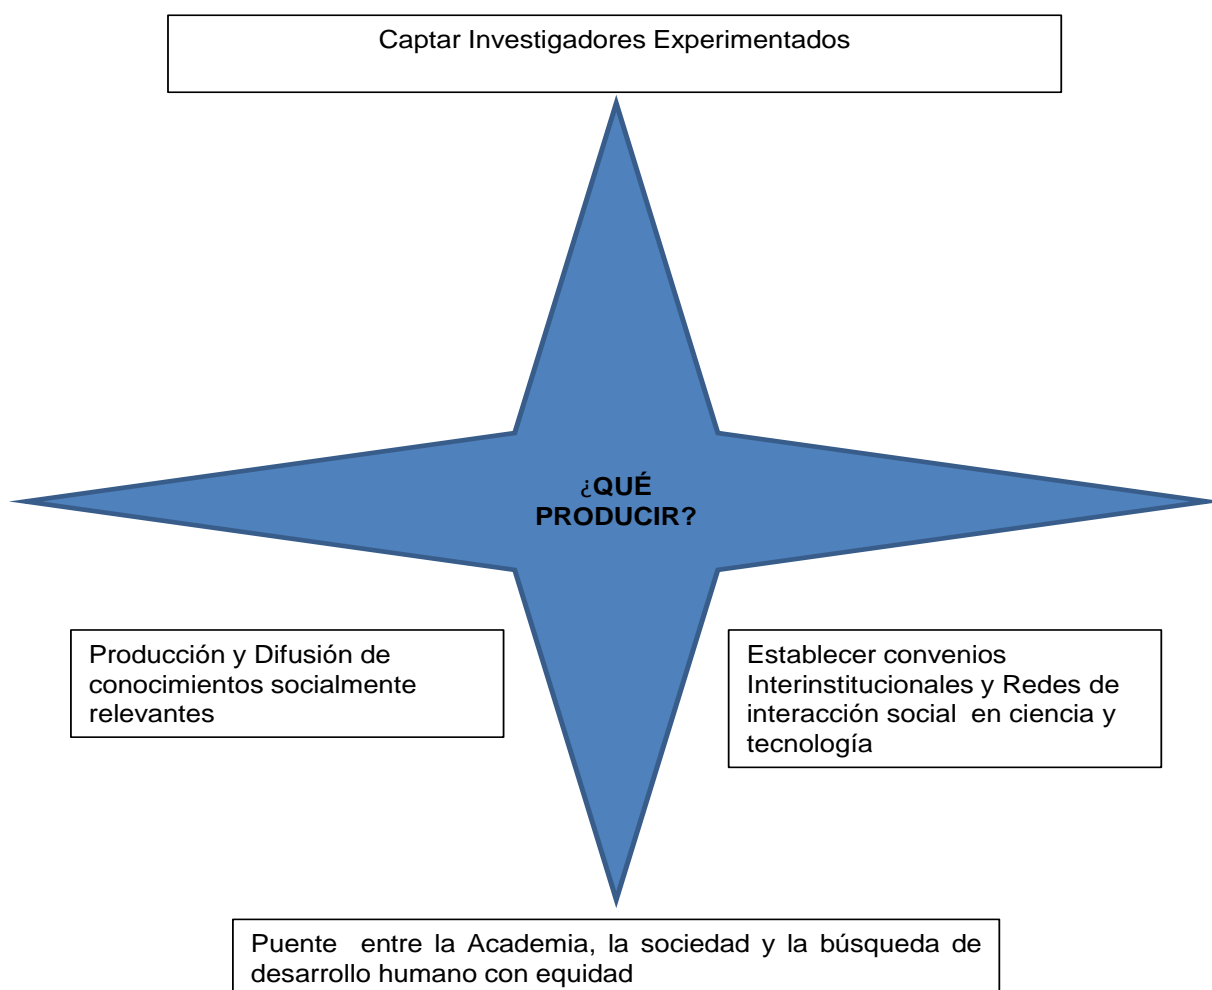 Captar Investigadores Experimentados
¿QUÉ
PRODUCIR?
Producción y Difusión de
conocimientos socialmente
relevantes
Establecer convenios
Interinstitucionales y Redes de
interacción social en ciencia y
tecnología
Puente entre la Academia, la sociedad y la búsqueda de
desarrollo humano con equidad